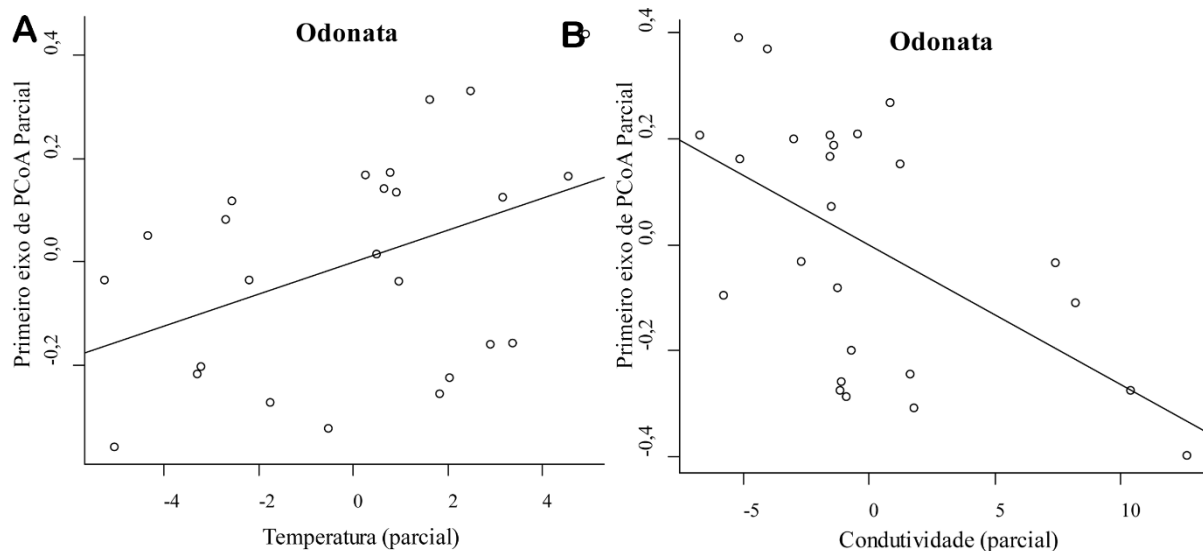 A
Odonata
Primeiro eixo de PCoA Parcial
0,4
0,2
0,0
-0,2
-4
-2
0
2
4
Temperatura (parcial)
B
Odonata
Primeiro eixo de PCoA Parcial
0,4
0,2
0,0
-0,2
-0,4
-5
0
5
10
Condutividade (parcial)